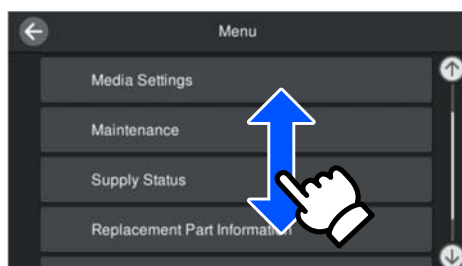 Menu
Media Settings
Maintenance
Supply Status
Replacement Part Information